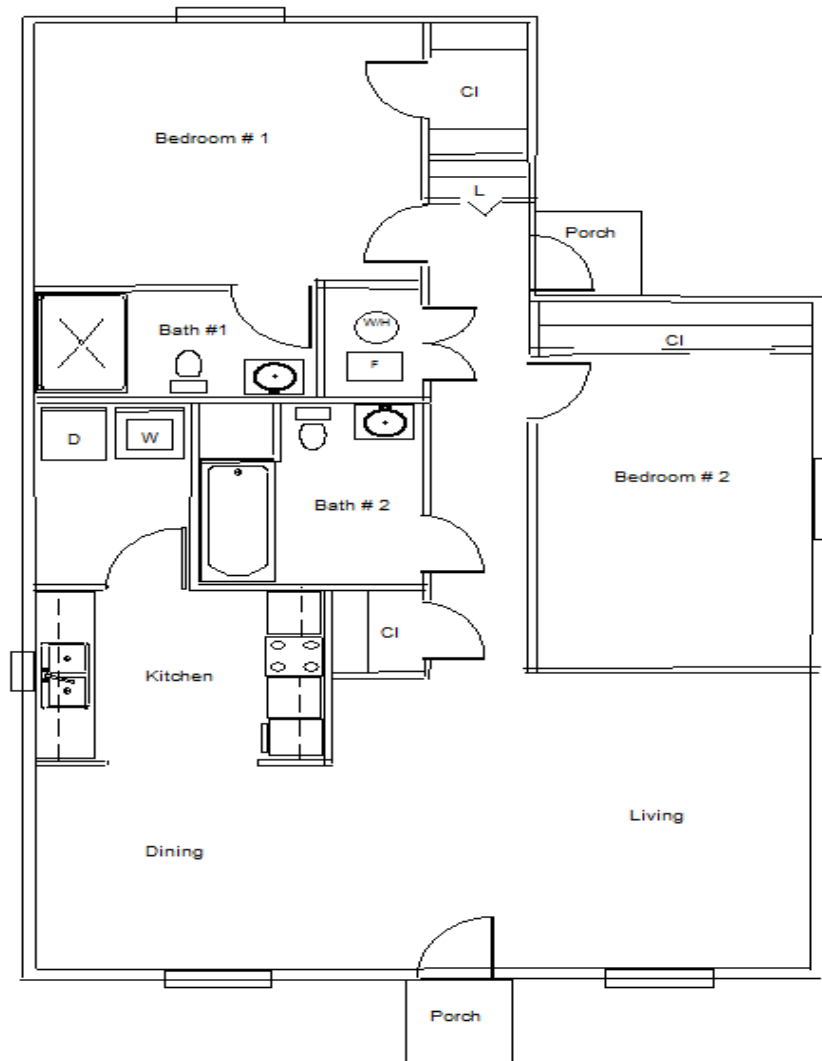 Cl
Bedroom # 1
L
Porch
W/H
Bath #1
Cl
F
D
W
Bedroom # 2
Bath # 2
Cl
Kitchen
Living
Dining
Porch